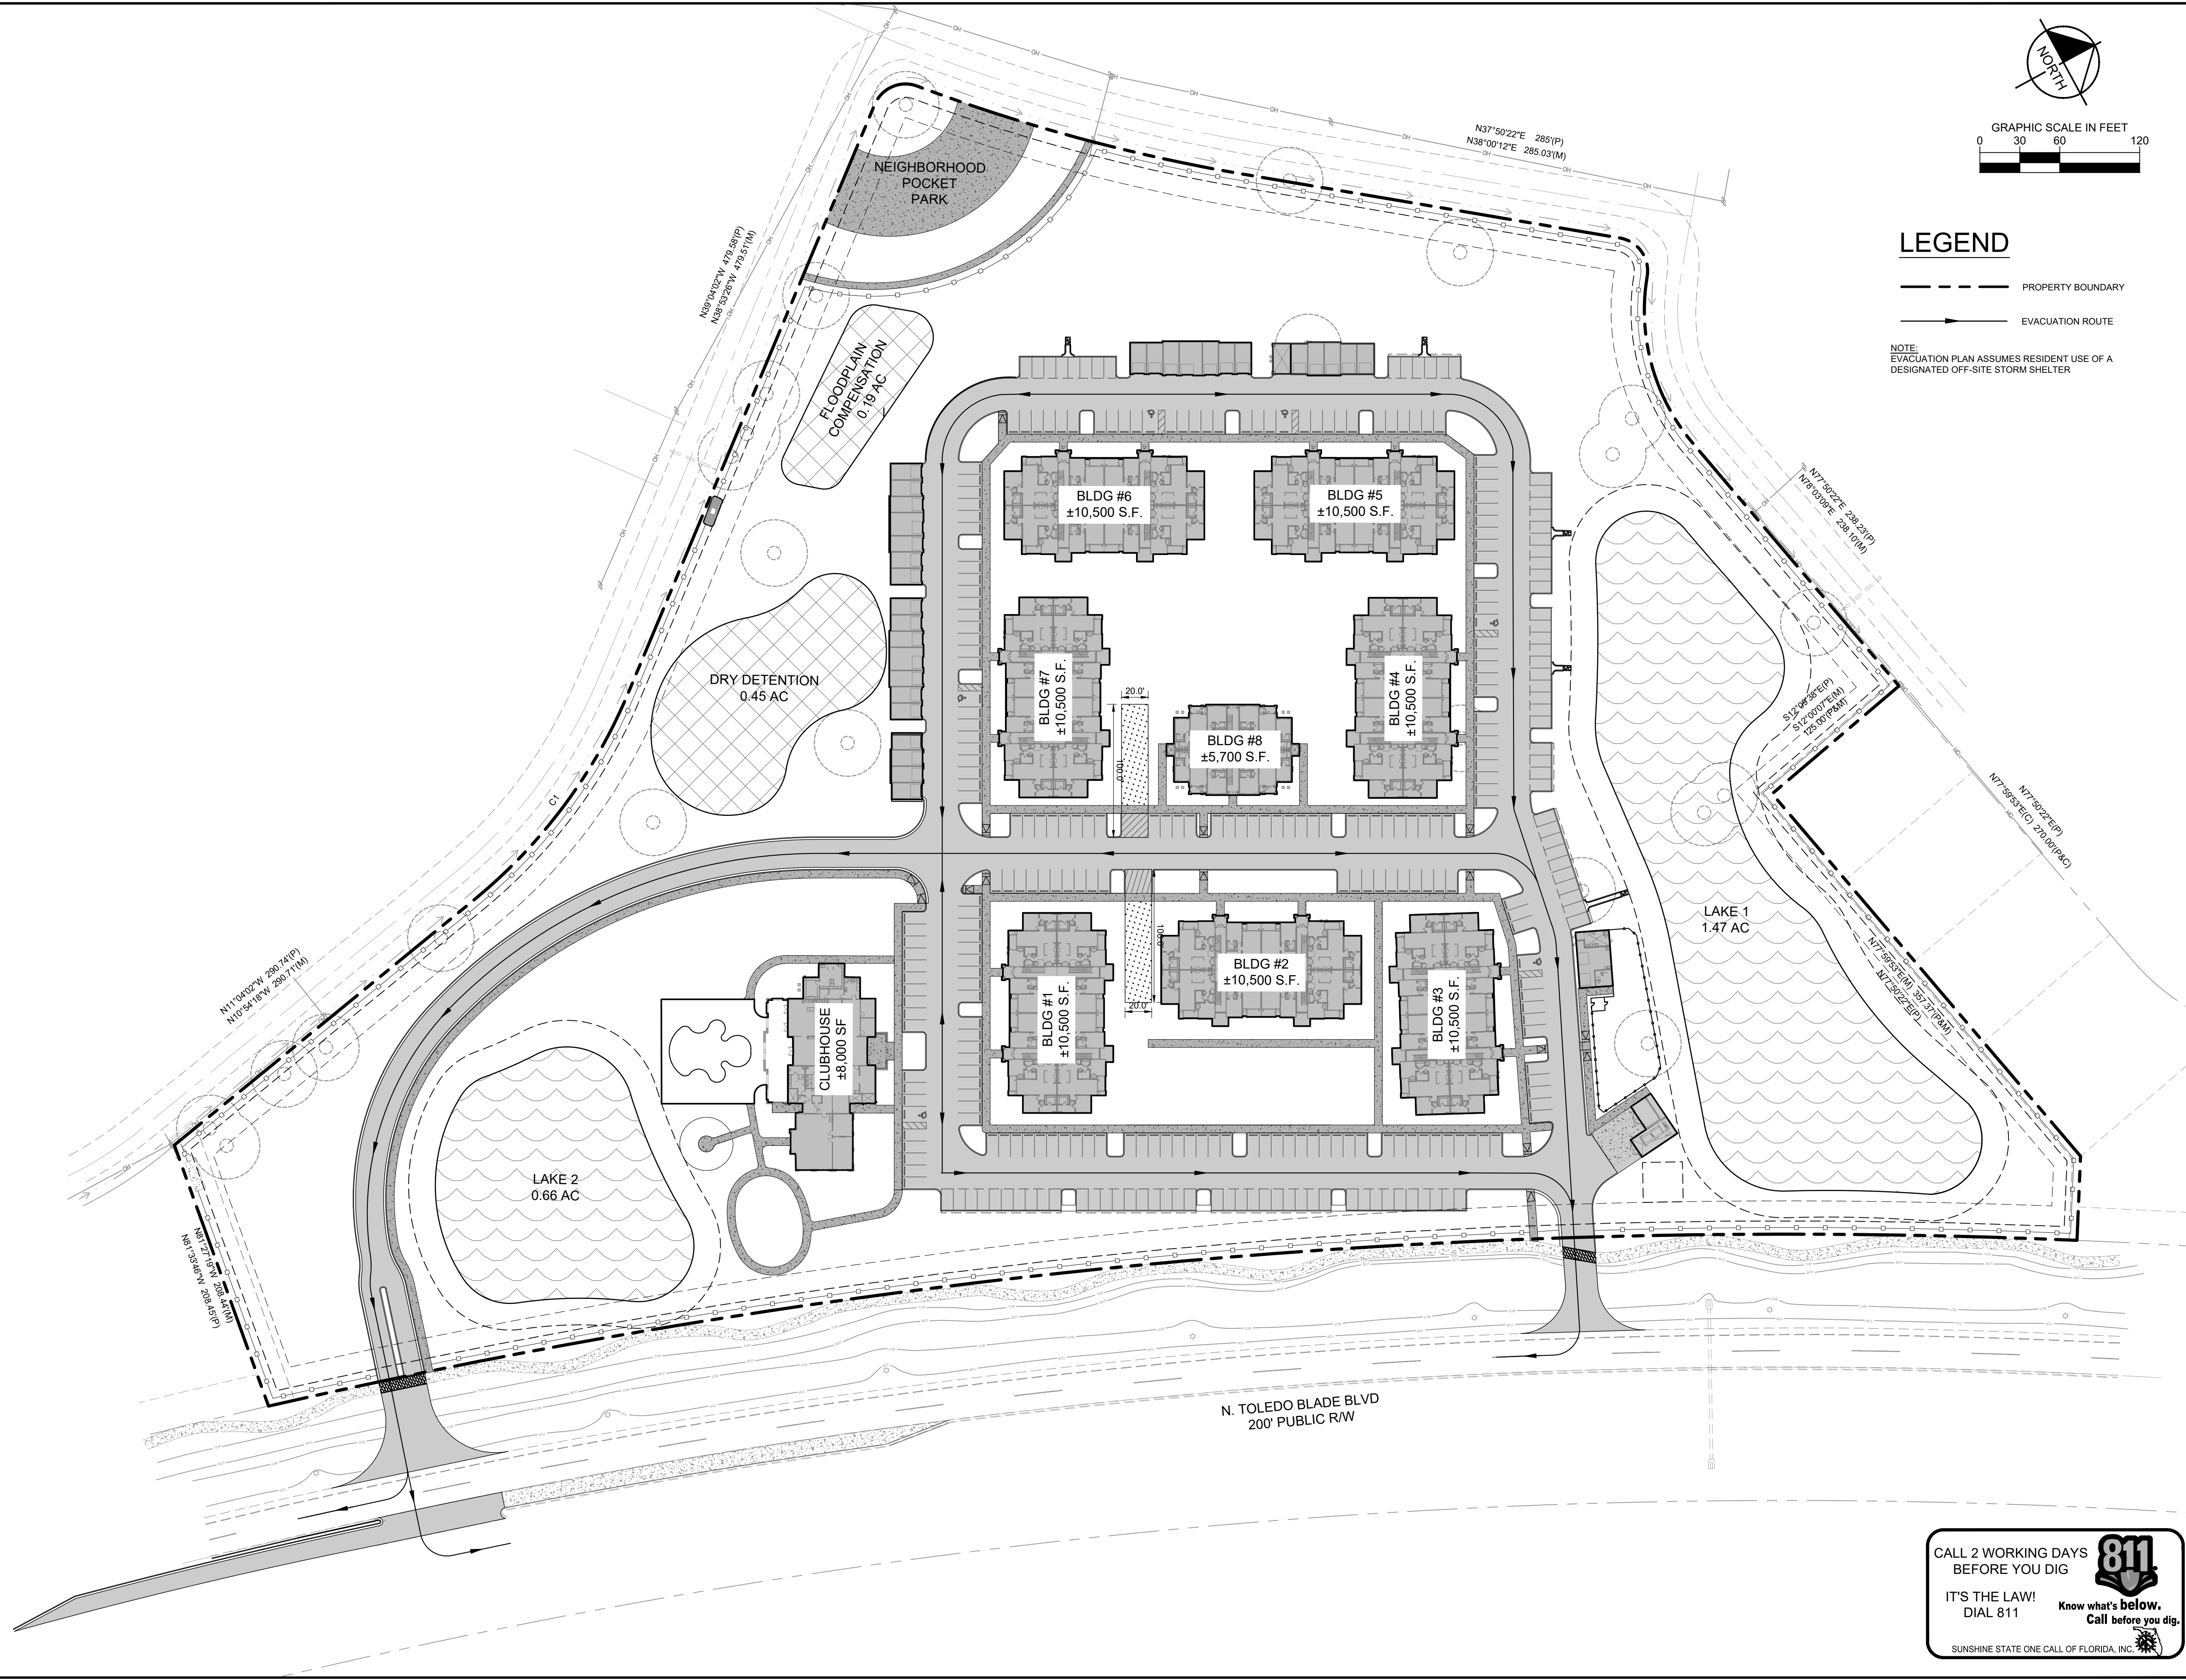 NORTH
GRAPHIC SCALE IN FEET
0 30 60 120
LEGEND
PROPERTY BOUNDARY
EVACUATION ROUTE
NOTE:
EVACUATION PLAN ASSUMES RESIDENT USE OF A
DESIGNATED OFF-SITE STORM SHELTER
N37°50'22"E 285'(P)
N38°00'12"E 285.03'(M)
NEIGHBORHOOD
POCKET
PARK
N39°04'02"W 479.58'(P)
N38°53'26"W 479.51'(M)
FLOODPLAIN
COMPENSATION
0.19 AC
BLDG #6
±10,500 S.F.
BLDG #5
±10,500 S.F.
N77°50'22"E 238.23'(P)
N78°03'09"E 238.10'(M)
DRY DETENTION
0.45 AC
BLDG #7
±10,500 S.F.
20.0'
100.0'
BLDG #8
±5,700 S.F.
BLDG #4
±10,500 S.F.
S12°00'07"E(M)
125.00'(P&M)
N77°50'22"E(P)
N77°59'53"E(C) 270.00'(P&C)
C1
LAKE 1
1.47 AC
N77°59'53"E(M) 357.37'(P&M)
N77°50'22"E(P)
N11°04'02"W 290.74'(P)
N10°54'18"W 290.71'(M)
CLUBHOUSE
±8,000 SF
BLDG #1
±10,500 S.F.
100.0'
20.0'
BLDG #2
±10,500 S.F.
BLDG #3
±10,500 S.F.
LAKE 2
0.66 AC
N81°27'19"W 208.44'(M)
N81°33'46"W 208.45'(P)
N. TOLEDO BLADE BLVD
200' PUBLIC R/W
CALL 2 WORKING DAYS
BEFORE YOU DIG
IT'S THE LAW!
DIAL 811
811
Know what's below.
Call before you dig.
SUNSHINE STATE ONE CALL OF FLORIDA, INC.